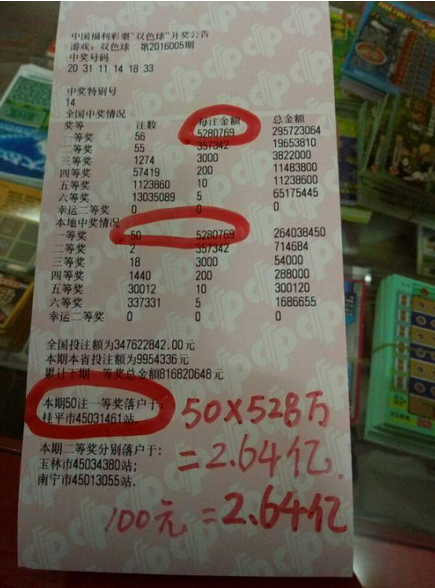 中国福利彩票"双色球"开奖公告
游戏: 双色球 第2016005期
中奖号码
20 31 11 14 18 33
中奖特别号
14
全国中奖情况
奖等 注数 每注金额 总金额
一等奖 56 5280769 295723064
二等奖 55 357342 19653810
三等奖 1274 3000 3822000
四等奖 57419 200 11483800
五等奖 1123860 10 11238600
六等奖 13035089 5 65175445
幸运二等奖 0 0 0
本地中奖情况
一等奖 50 5280769 264038450
二等奖 2 357342 714684
三等奖 18 3000 54000
四等奖 1440 200 288000
五等奖 30012 10 300120
六等奖 337331 5 1686655
幸运二等奖 0 0 0
全国投注额为347622842.00元
本期本省投注额为9954336元
累计下期一等奖总金额816820648元
本期50注一等奖落户于:
桂平市45031461站.
50×528万
=2.64亿.
本期二等奖分别落户于:
玉林市45034380站;
南宁市45013055站.
100元=2.64亿